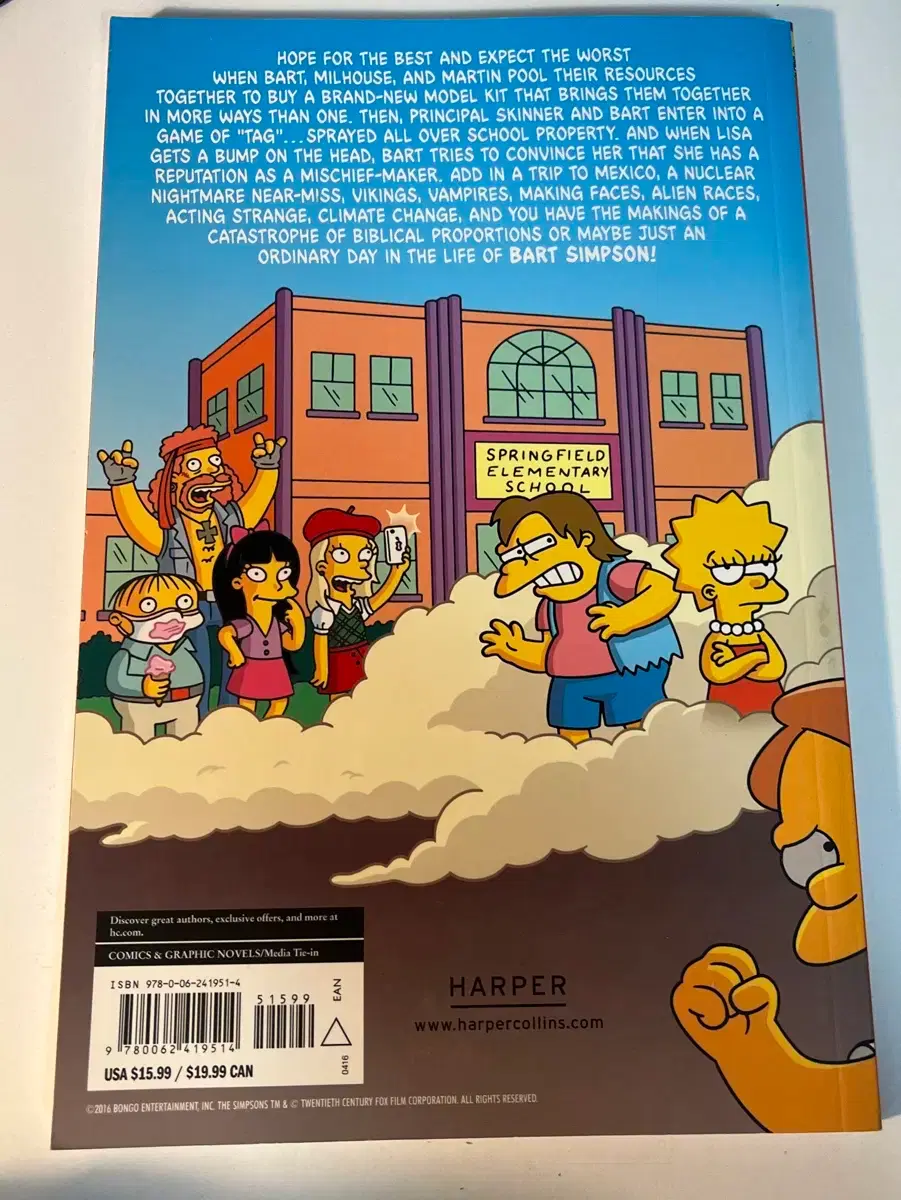 HOPE FOR THE BEST AND EXPECT THE WORST
WHEN BART, MILHOUSE, AND MARTIN POOL THEIR RESOURCES
TOGETHER TO BUY A BRAND-NEW MODEL KIT THAT BRINGS THEM TOGETHER
IN MORE WAYS THAN ONE. THEN, PRINCIPAL SKINNER AND BART ENTER INTO A
GAME OF "TAG"...SPRAYED ALL OVER SCHOOL PROPERTY. AND WHEN LISA
GETS A BUMP ON THE HEAD, BART TRIES TO CONVINCE HER THAT SHE HAS A
REPUTATION AS A MISCHIEF-MAKER. ADD IN A TRIP TO MEXICO, A NUCLEAR
NIGHTMARE NEAR-MISS, VIKINGS, VAMPIRES, MAKING FACES, ALIEN RACES,
ACTING STRANGE, CLIMATE CHANGE, AND YOU HAVE THE MAKINGS OF A
CATASTROPHE OF BIBLICAL PROPORTIONS OR MAYBE JUST AN
ORDINARY DAY IN THE LIFE OF BART SIMPSON!
SPRINGFIELD
ELEMENTARY
SCHOOL
Discover great authors, exclusive offers, and more at
hc.com.
COMICS & GRAPHIC NOVELS/Media Tie-in
ISBN 978-0-06-241951-4
51599
EAN
9 780062 419514
0416
USA $15.99 / $19.99 CAN
HARPER
www.harpercollins.com
©2016 BONGO ENTERTAINMENT, INC. THE SIMPSONS TM & © TWENTIETH CENTURY FOX FILM CORPORATION. ALL RIGHTS RESERVED.